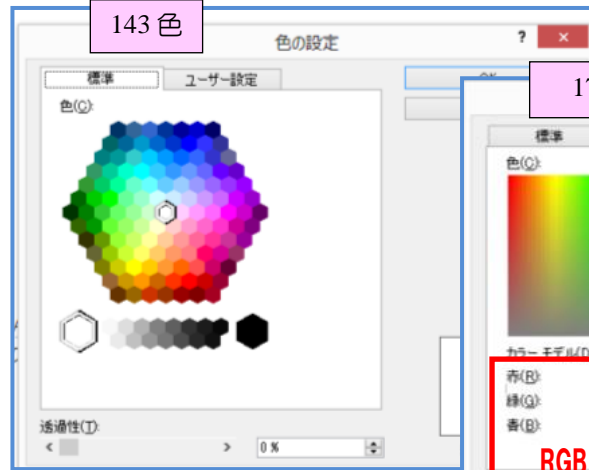 143 色
色の設定
? ×
標準
ユーザー設定
色(C):
透過性(T):
< > 0 %
標準
色(C):
カラー モデル(D
赤(R):
緑(G):
青(B):
RGB